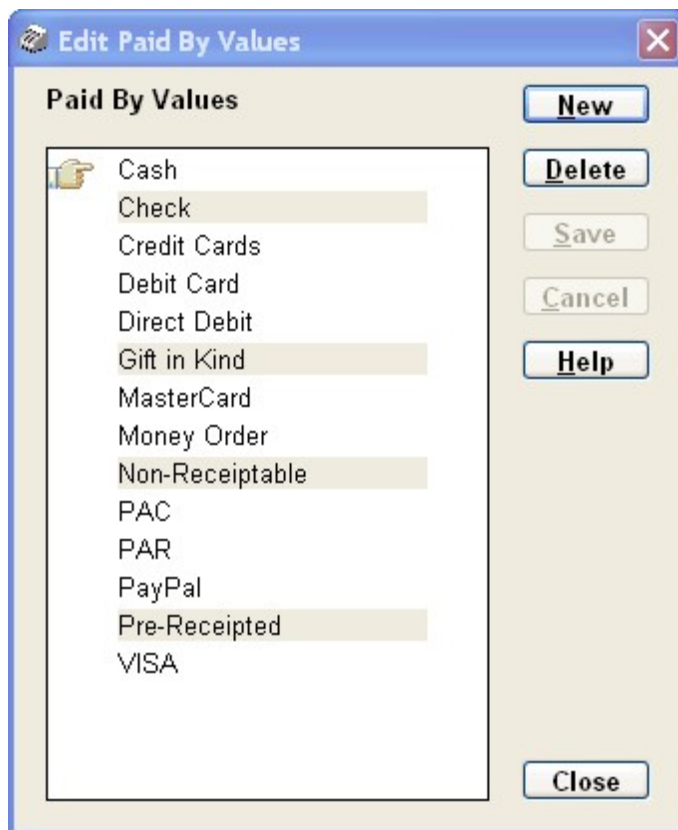 Edit Paid By Values
Paid By Values
New
Cash
Delete
Check
Save
Credit Cards
Debit Card
Cancel
Direct Debit
Gift in Kind
Help
MasterCard
Money Order
Non-Receiptable
PAC
PAR
PayPal
Pre-Receipted
VISA
Close